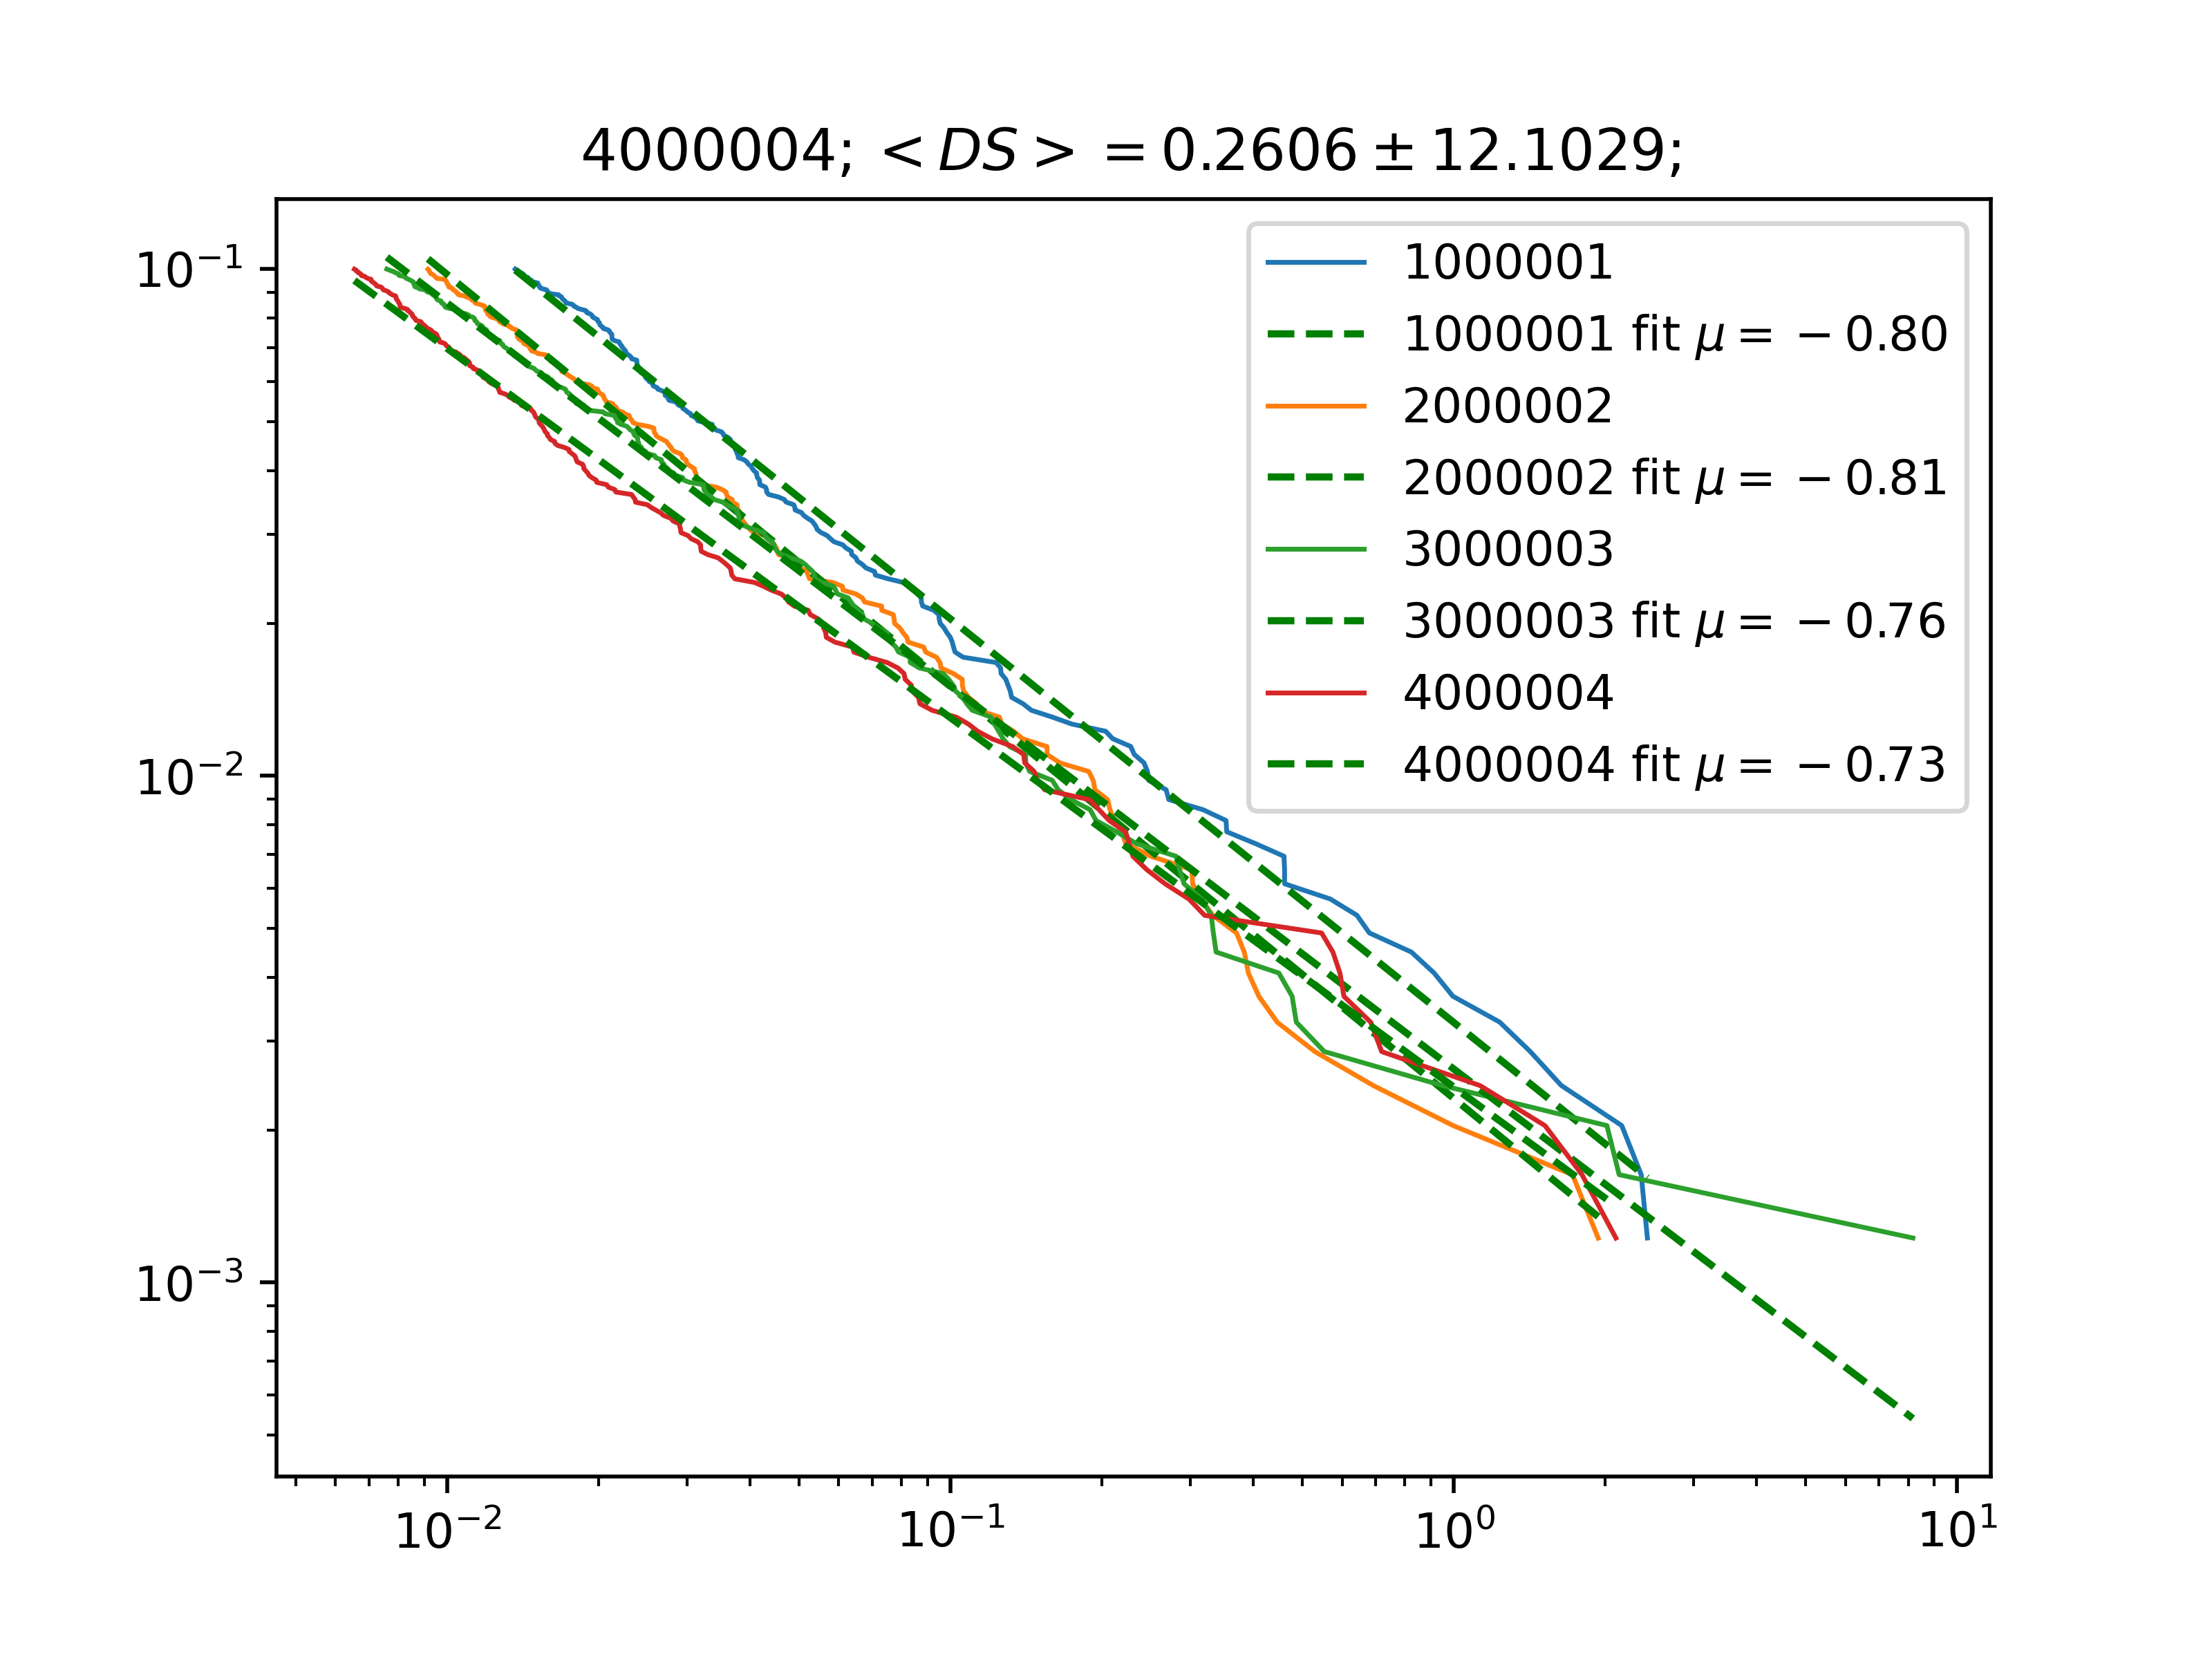 4000004; <DS> = 0.2606 ± 12.1029;
10⁻¹
10⁻²
10⁻³
1000001
1000001 fit μ = −0.80
2000002
2000002 fit μ = −0.81
3000003
3000003 fit μ = −0.76
4000004
4000004 fit μ = −0.73
10⁻²
10⁻¹
10⁰
10¹